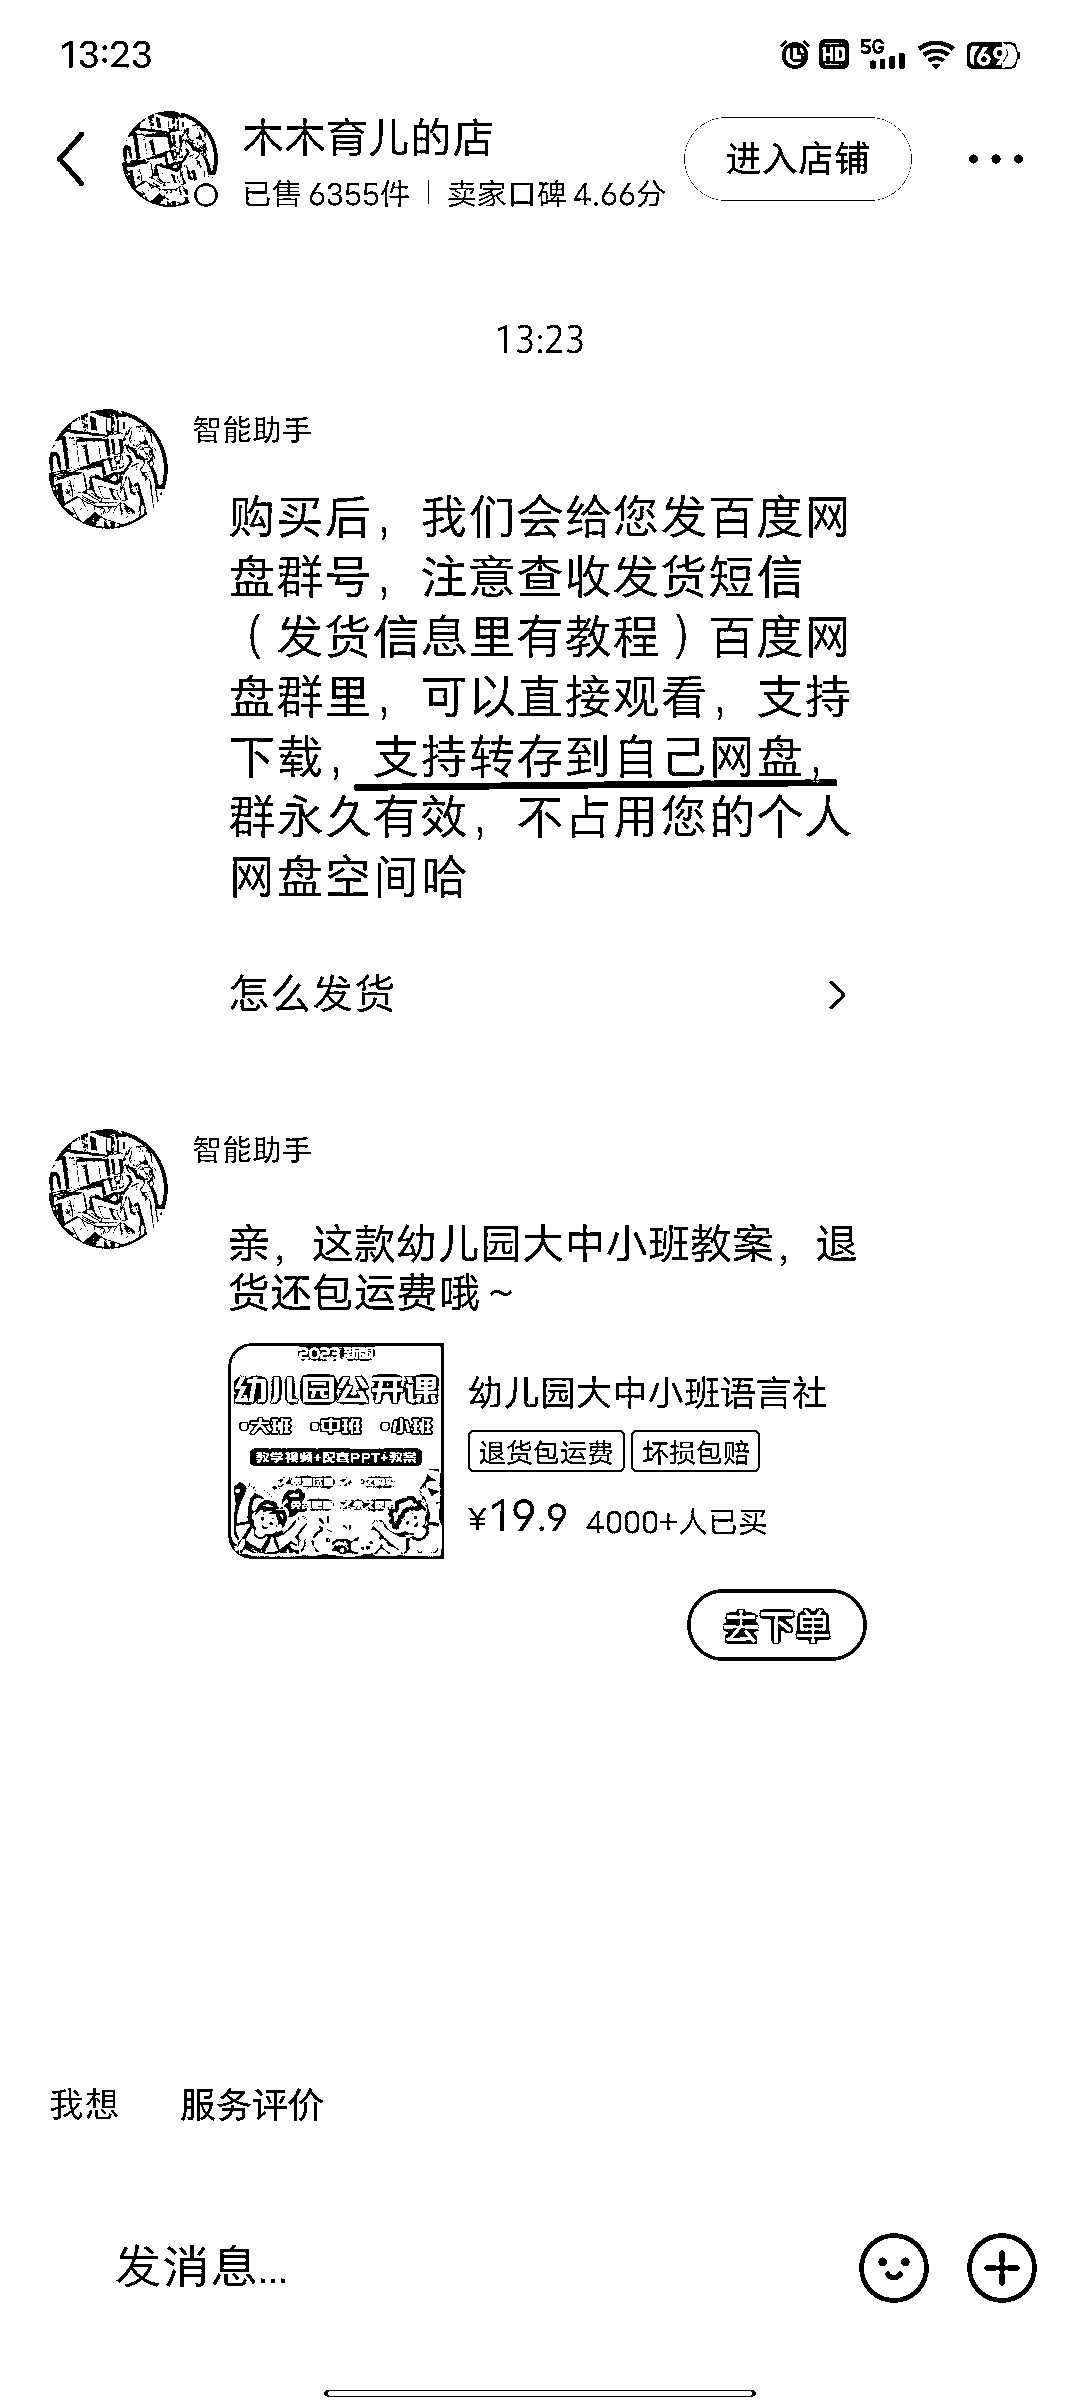 13:23
HD 5G 69
木木育儿的店
已售 6355件 | 卖家口碑 4.66分
进入店铺
13:23
智能助手
购买后，我们会给您发百度网
盘群号，注意查收发货短信
（发货信息里有教程）百度网
盘群里，可以直接观看，支持
下载，支持转存到自己网盘，
群永久有效，不占用您的个人
网盘空间哈
怎么发货
智能助手
亲，这款幼儿园大中小班教案，退
货还包运费哦～
2023 新版
幼儿园公开课
•大班 •中班 •小班
教学视频+配套PPT+教案
幼儿园大中小班语言社
退货包运费 坏损包赔
¥19.9 4000+人已买
去下单
我想 服务评价
发消息...